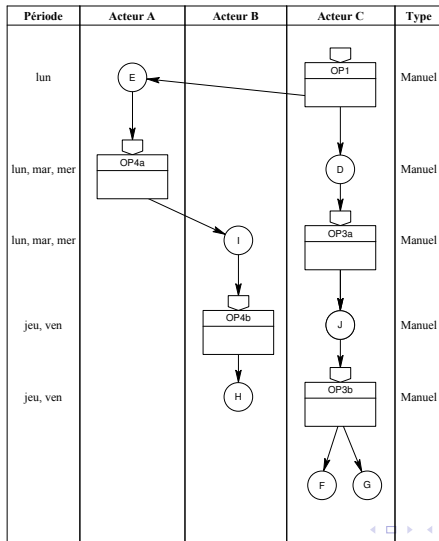 Période Acteur A Acteur B Acteur C Type
OP1
lun E Manuel
OP4a
lun, mar, mer D Manuel
OP3a
lun, mar, mer I Manuel
OP4b
jeu, ven J Manuel
OP3b
jeu, ven H Manuel
F G